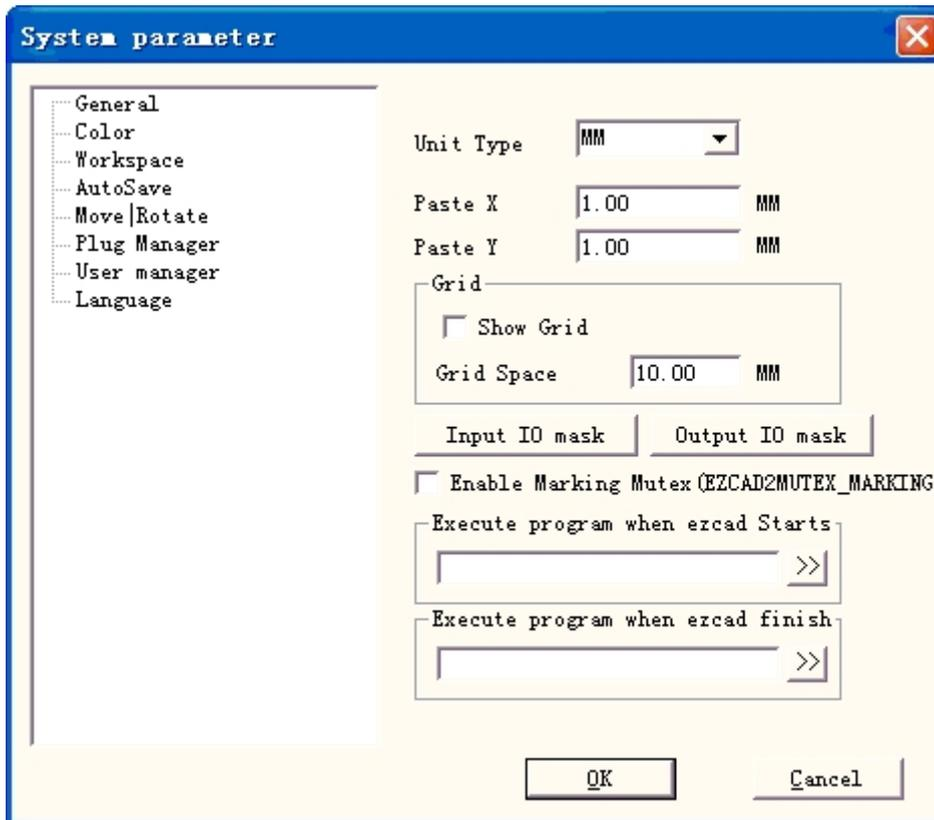 System parameter
General
Color
Workspace
AutoSave
Move|Rotate
Plug Manager
User manager
Language
Unit Type MM
Paste X 1.00 MM
Paste Y 1.00 MM
Grid
Show Grid
Grid Space 10.00 MM
Input IO mask Output IO mask
Enable Marking Mutex(EZCAD2MUTEX_MARKING
Execute program when ezcad Starts
>>
Execute program when ezcad finish
>>
OK Cancel